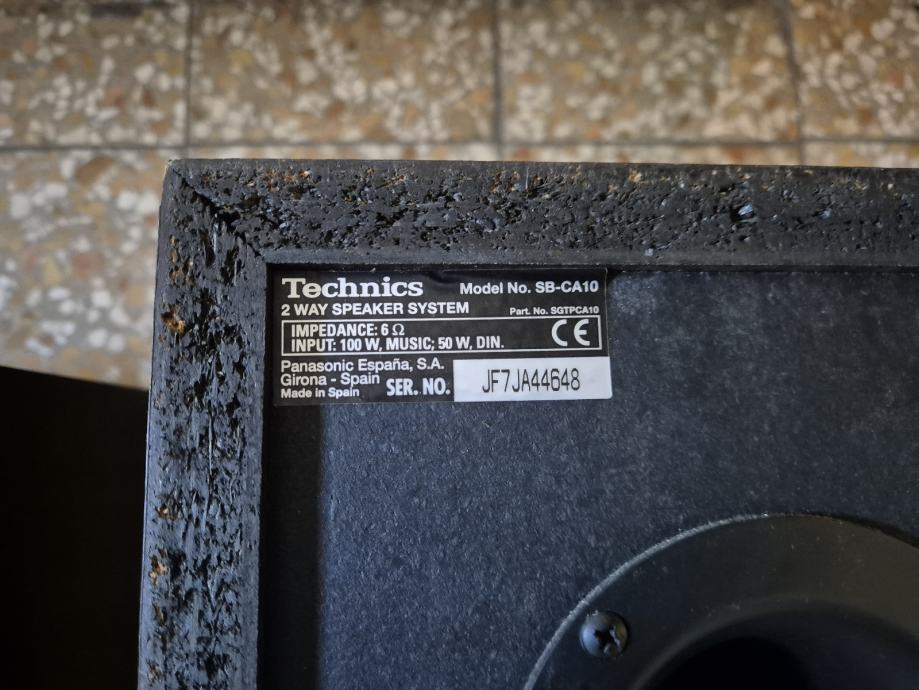 Technics Model No. SB-CA10
2 WAY SPEAKER SYSTEM Part. No. SGTPCA10
IMPEDANCE: 6 Ω
INPUT: 100 W, MUSIC; 50 W, DIN. CE
Panasonic España, S.A.
Girona - Spain
Made in Spain SER. NO. JF7JA44648